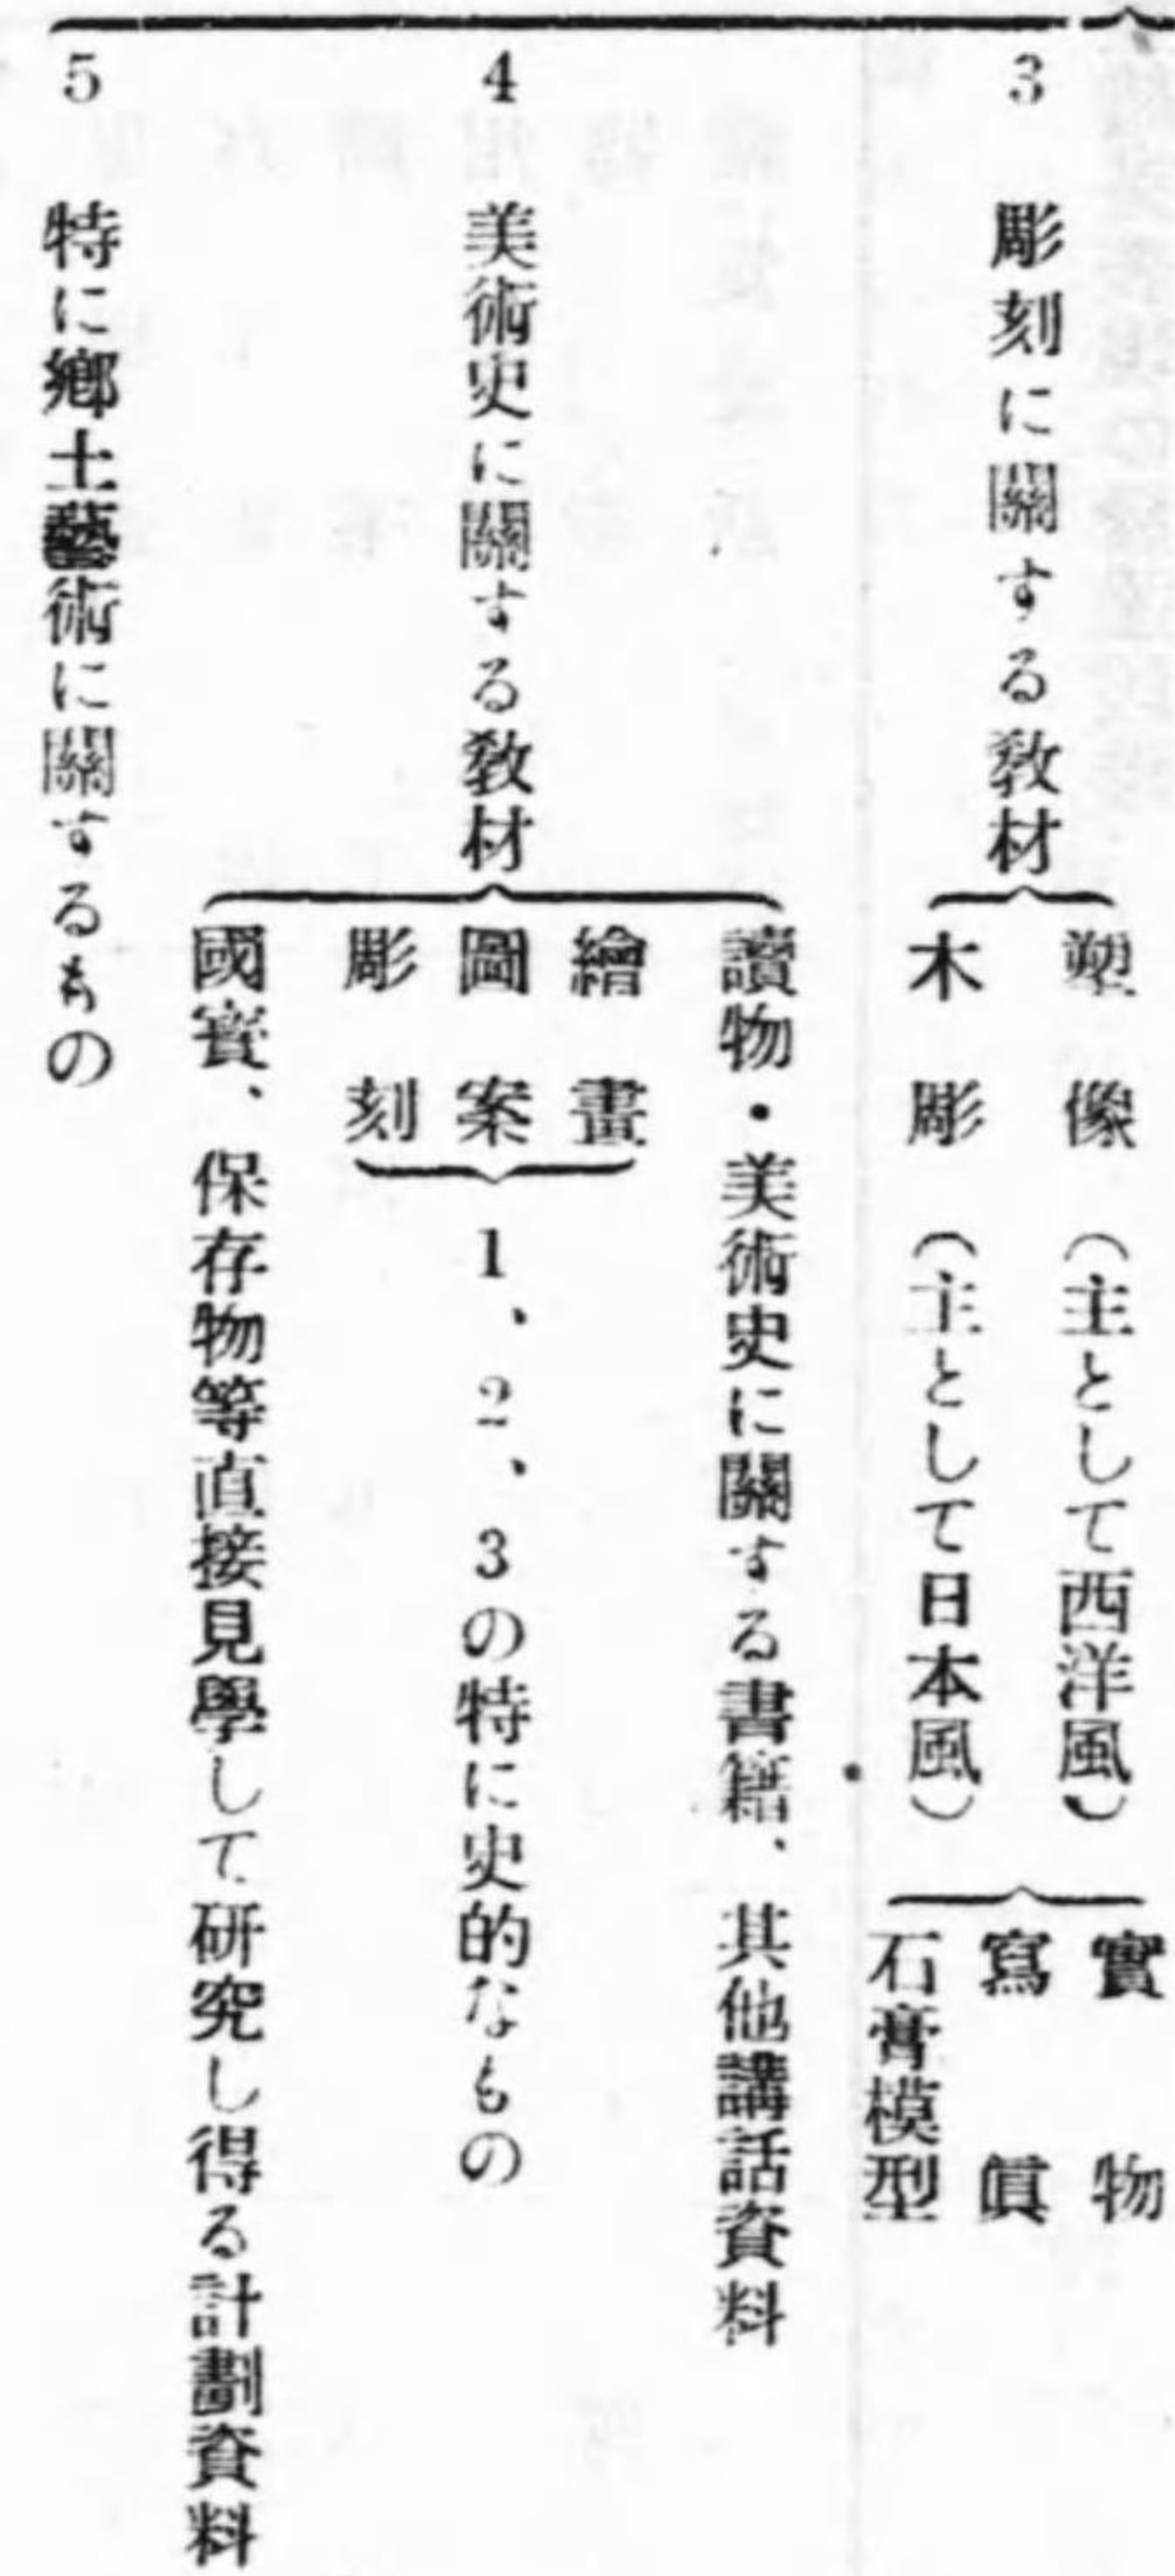 3 彫刻に關する敎材
塑像（主として西洋風）
木彫（主として日本風）
實物
寫眞
石膏模型
4 美術史に關する敎材
讀物・美術史に關する書籍、其他講話資料
繪畫
圖案
彫刻
1、2、3の特に史的なもの
國寶、保存物等直接見學して研究し得る計劃資料
5 特に鄕土藝術に關するもの